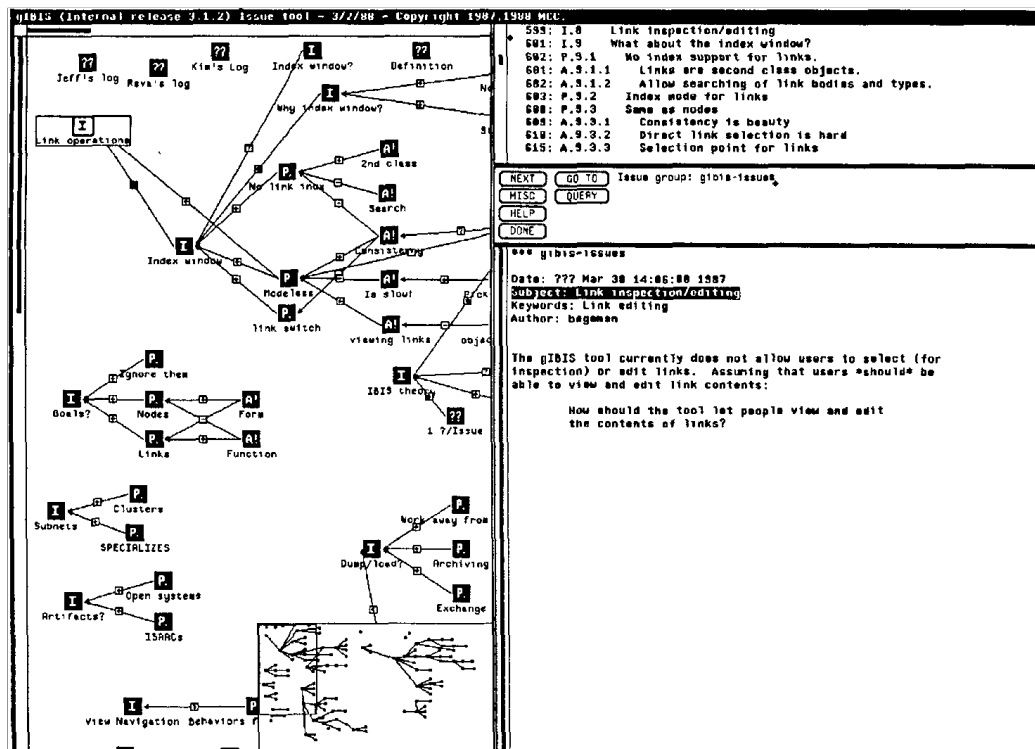 gIBIS (Internal release 3.1.2) Issue tool - 3/2/88 - Copyright 1987,1988 MCC.
?? Jeff's log
?? Reva's log
?? Kim's Log
I Index window?
?? Definition
I Why index window?
I Link operations
P. No link indx
A! 2nd class
A! Search
I Index window
A! Consistency
P. Modeless
A! Is slow!
P. link switch
A! viewing links
objec
I IBIS theory
?? 1 ?/Issue
P. Ignore them
I Goals?
P. Nodes
A! Form
P. Links
A! Function
I Subnets
P. Clusters
P. SPECIALIZES
P. Work away from
I Dump/load?
P. Archiving
P. Exchange
I Artifacts?
P. Open systems
P. ISAACs
I View Navigation
P. Behaviors f
599: I.8 Link inspection/editing
601: I.9 What about the index window?
602: P.9.1 No index support for links.
601: A.9.1.1 Links are second class objects.
602: A.9.1.2 Allow searching of link bodies and types.
603: P.9.2 Index mode for links
608: P.9.3 Same as nodes
609: A.9.3.1 Consistency is beauty
610: A.9.3.2 Direct link selection is hard
615: A.9.3.3 Selection point for links
NEXT GO TO Issue group: gibis-issues
MISC QUERY
HELP
DONE
*** gibis-issues
Date: ??? Mar 30 14:06:00 1987
Subject: Link inspection/editing
Keywords: Link editing
Author: begeman
The gIBIS tool currently does not allow users to select (for
inspection) or edit links. Assuming that users *should* be
able to view and edit link contents:
How should the tool let people view and edit
the contents of links?